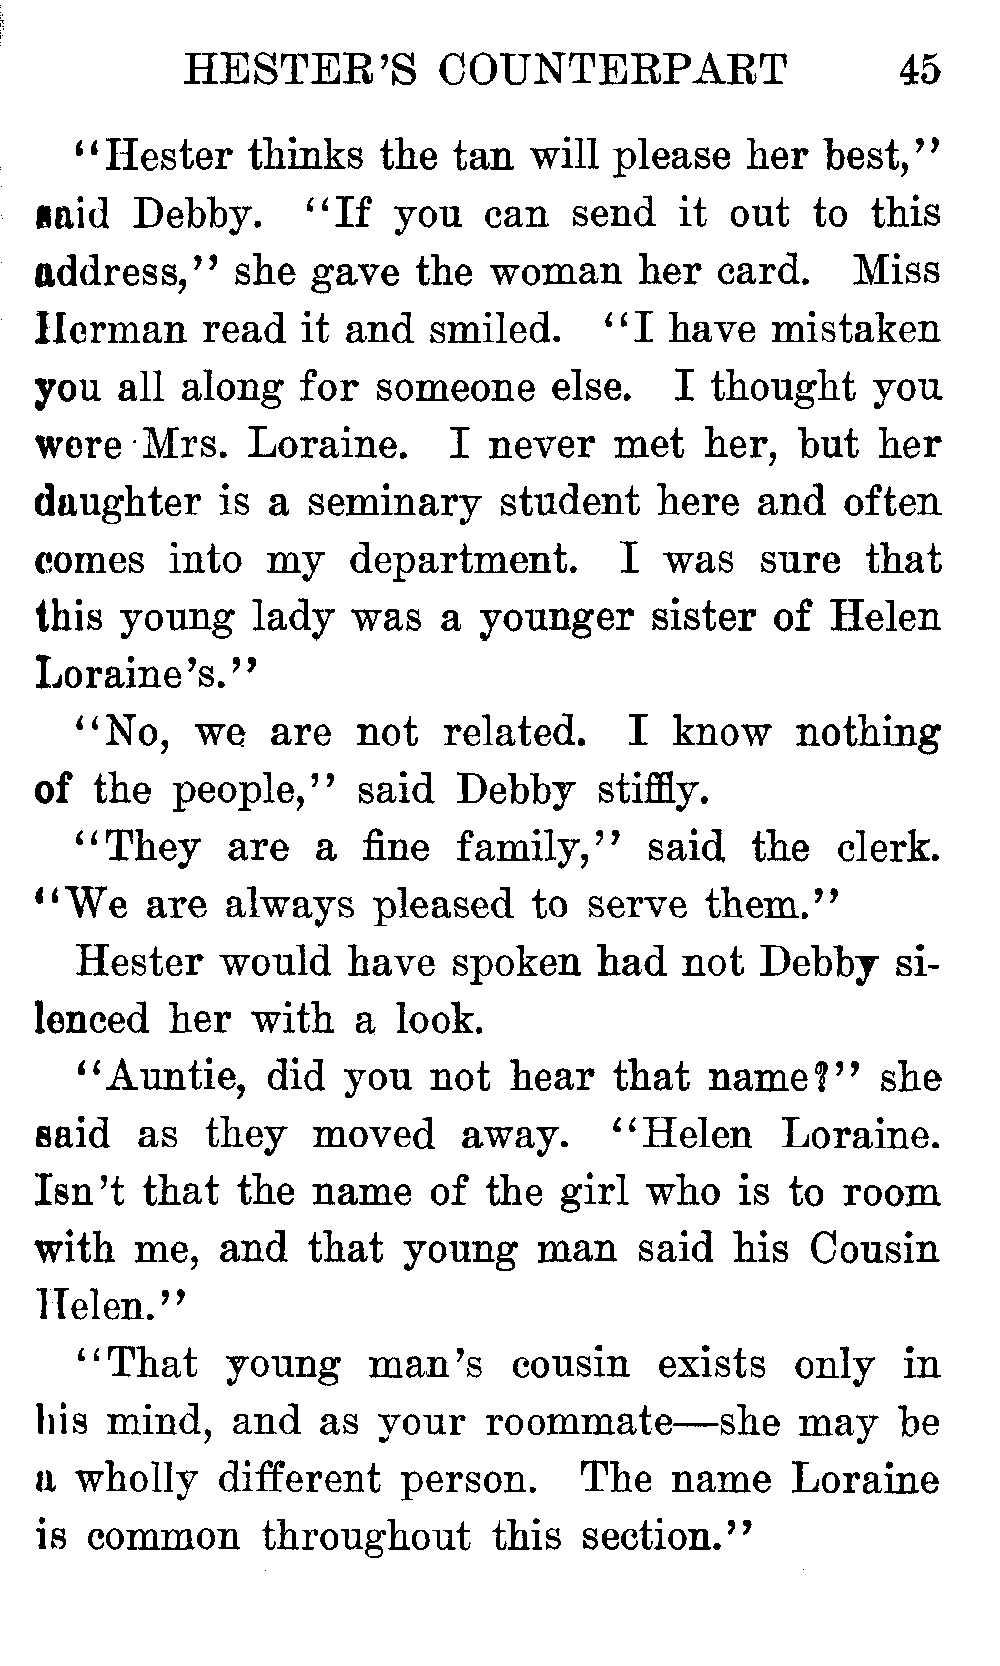 HESTER'S COUNTERPART 45
"Hester thinks the tan will please her best,"
said Debby. "If you can send it out to this
address," she gave the woman her card. Miss
Herman read it and smiled. "I have mistaken
you all along for someone else. I thought you
were Mrs. Loraine. I never met her, but her
daughter is a seminary student here and often
comes into my department. I was sure that
this young lady was a younger sister of Helen
Loraine's."
"No, we are not related. I know nothing
of the people," said Debby stiffly.
"They are a fine family," said the clerk.
"We are always pleased to serve them."
Hester would have spoken had not Debby si-
lenced her with a look.
"Auntie, did you not hear that name?" she
said as they moved away. "Helen Loraine.
Isn't that the name of the girl who is to room
with me, and that young man said his Cousin
Helen."
"That young man's cousin exists only in
his mind, and as your roommate—she may be
a wholly different person. The name Loraine
is common throughout this section."